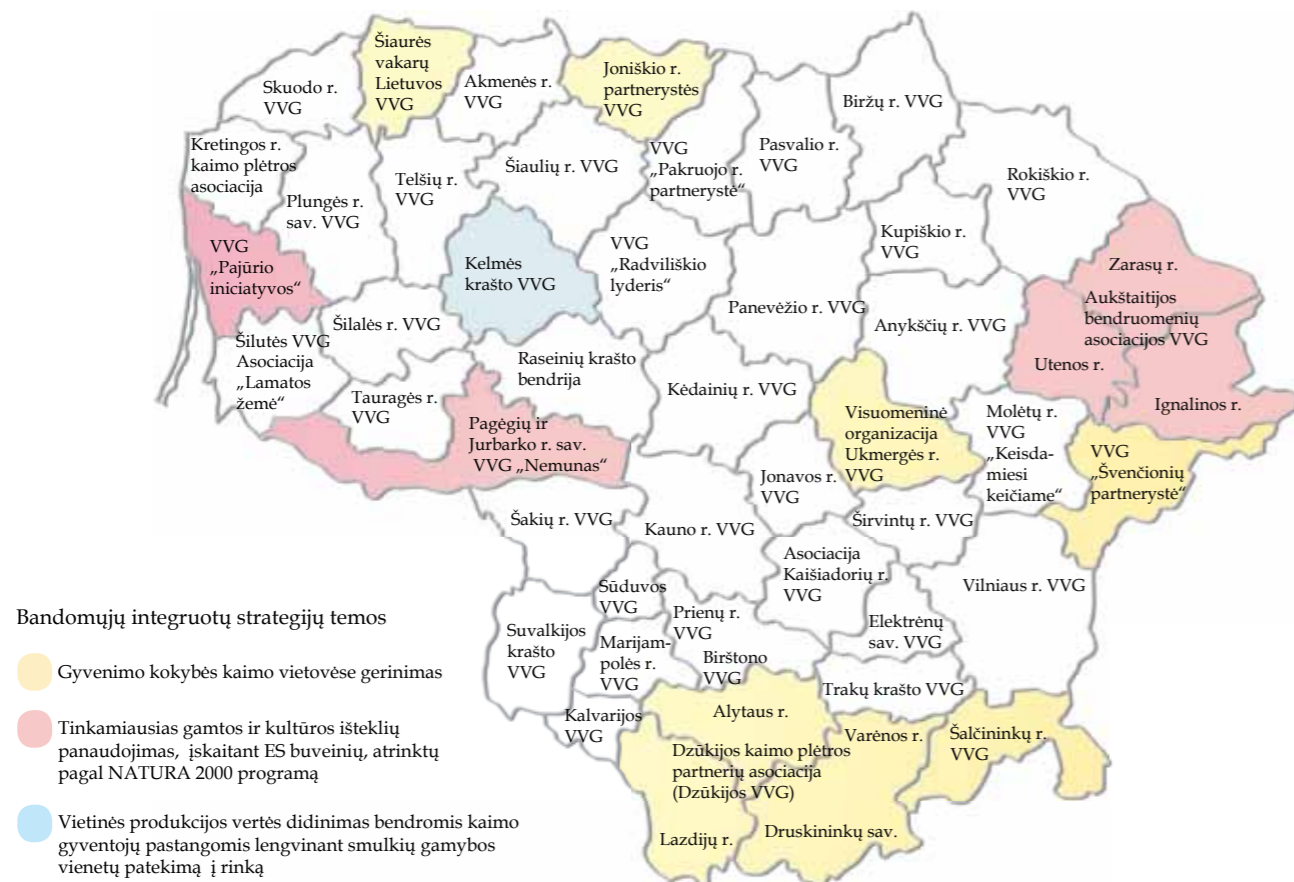 Skuodo r.
VVG
Šiaurės
vakarų
Lietuvos
VVG
Akmenės r.
VVG
Joniškio r.
partnerystės
VVG
Biržų r. VVG
Kretingos r.
kaimo plėtros
asociacija
Plungės r.
sav. VVG
Telšių r.
VVG
Šiaulių r. VVG
VVG
„Pakruojo r.
partnerystė“
Pasvalio r.
VVG
Rokiškio r.
VVG
VVG
„Pajūrio
iniciatyvos“
Kelmės
krašto VVG
VVG
„Radviliškio
lyderis“
Kupiškio r.
VVG
Panevėžio r. VVG
Anykščių r. VVG
Zarasų r.
Aukštaitijos
bendruomenių
asociacijos VVG
Utenos r.
Ignalinos r.
Šilutės VVG
Asociacija
„Lamatos
žemė“
Šilalės r. VVG
Tauragės r.
VVG
Raseinių krašto
bendrija
Kėdainių r. VVG
Pagėgių ir
Jurbarko r. sav.
VVG „Nemunas“
Visuomeninė
organizacija
Ukmergės r.
VVG
Molėtų r.
VVG
„Keisda-
miesi
keičiame“
VVG
„Švenčionių
partnerystė“
Jonavos r.
VVG
Šakių r. VVG
Kauno r. VVG
Širvintų r. VVG
Asociacija
Kaišiadorių r.
VVG
Vilniaus r. VVG
Sūduvos
VVG
Prienų r.
VVG
Elektrėnų
sav. VVG
Suvalkijos
krašto
VVG
Marijam-
polės r.
VVG
Birštono
VVG
Trakų krašto VVG
Kalvarijos
VVG
Alytaus r.
Varėnos r.
Šalčininkų r.
VVG
Dzūkijos kaimo plėtros
partnerių asociacija
(Dzūkijos VVG)
Lazdijų r.
Druskininkų sav.
Bandomųjų integruotų strategijų temos
Gyvenimo kokybės kaimo vietovėse gerinimas
Tinkamiausias gamtos ir kultūros išteklių
panaudojimas, įskaitant ES buveinių, atrinktų
pagal NATURA 2000 programą
Vietinės produkcijos vertės didinimas bendromis kaimo
gyventojų pastangomis lengvinant smulkių gamybos
vienetų patekimą į rinką